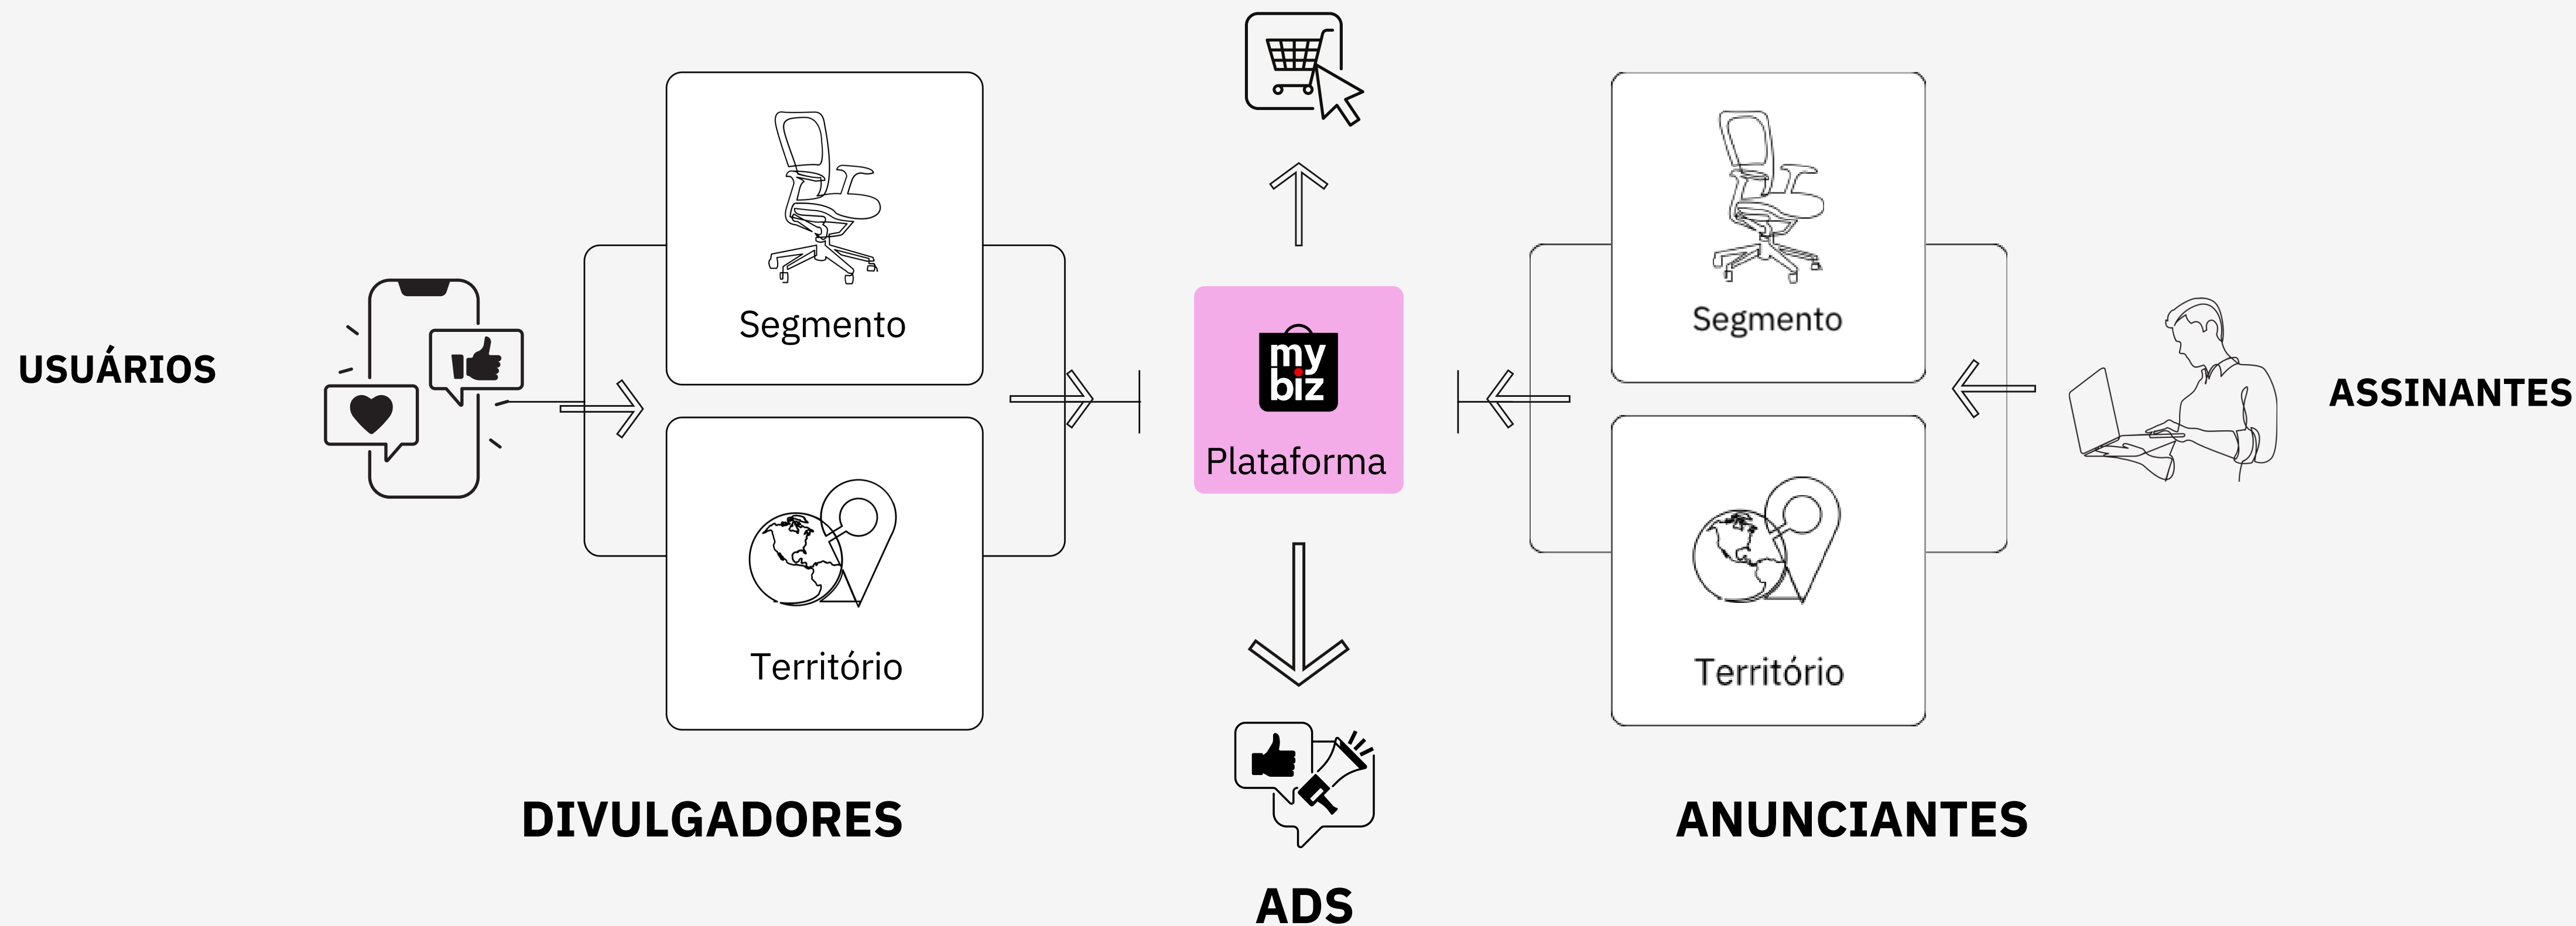 USUÁRIOS
Segmento
Território
DIVULGADORES
my
biz
Plataforma
ADS
Segmento
Território
ANUNCIANTES
ASSINANTES